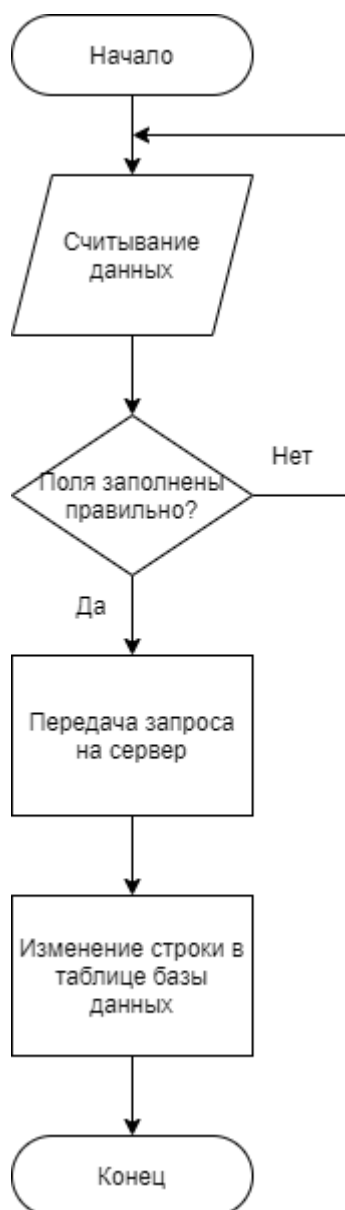 Начало
Считывание
данных
Поля заполнены
правильно?
Нет
Да
Передача запроса
на сервер
Изменение строки в
таблице базы
данных
Конец